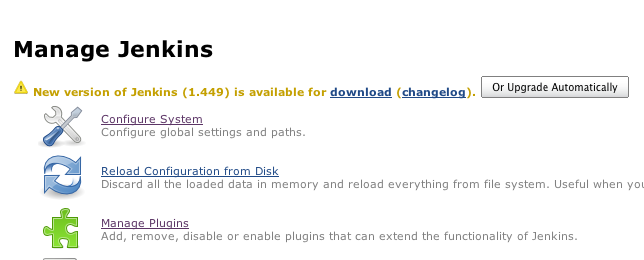 Manage Jenkins
New version of Jenkins (1.449) is available for download (changelog). Or Upgrade Automatically
Configure System
Configure global settings and paths.
Reload Configuration from Disk
Discard all the loaded data in memory and reload everything from file system. Useful when you
Manage Plugins
Add, remove, disable or enable plugins that can extend the functionality of Jenkins.